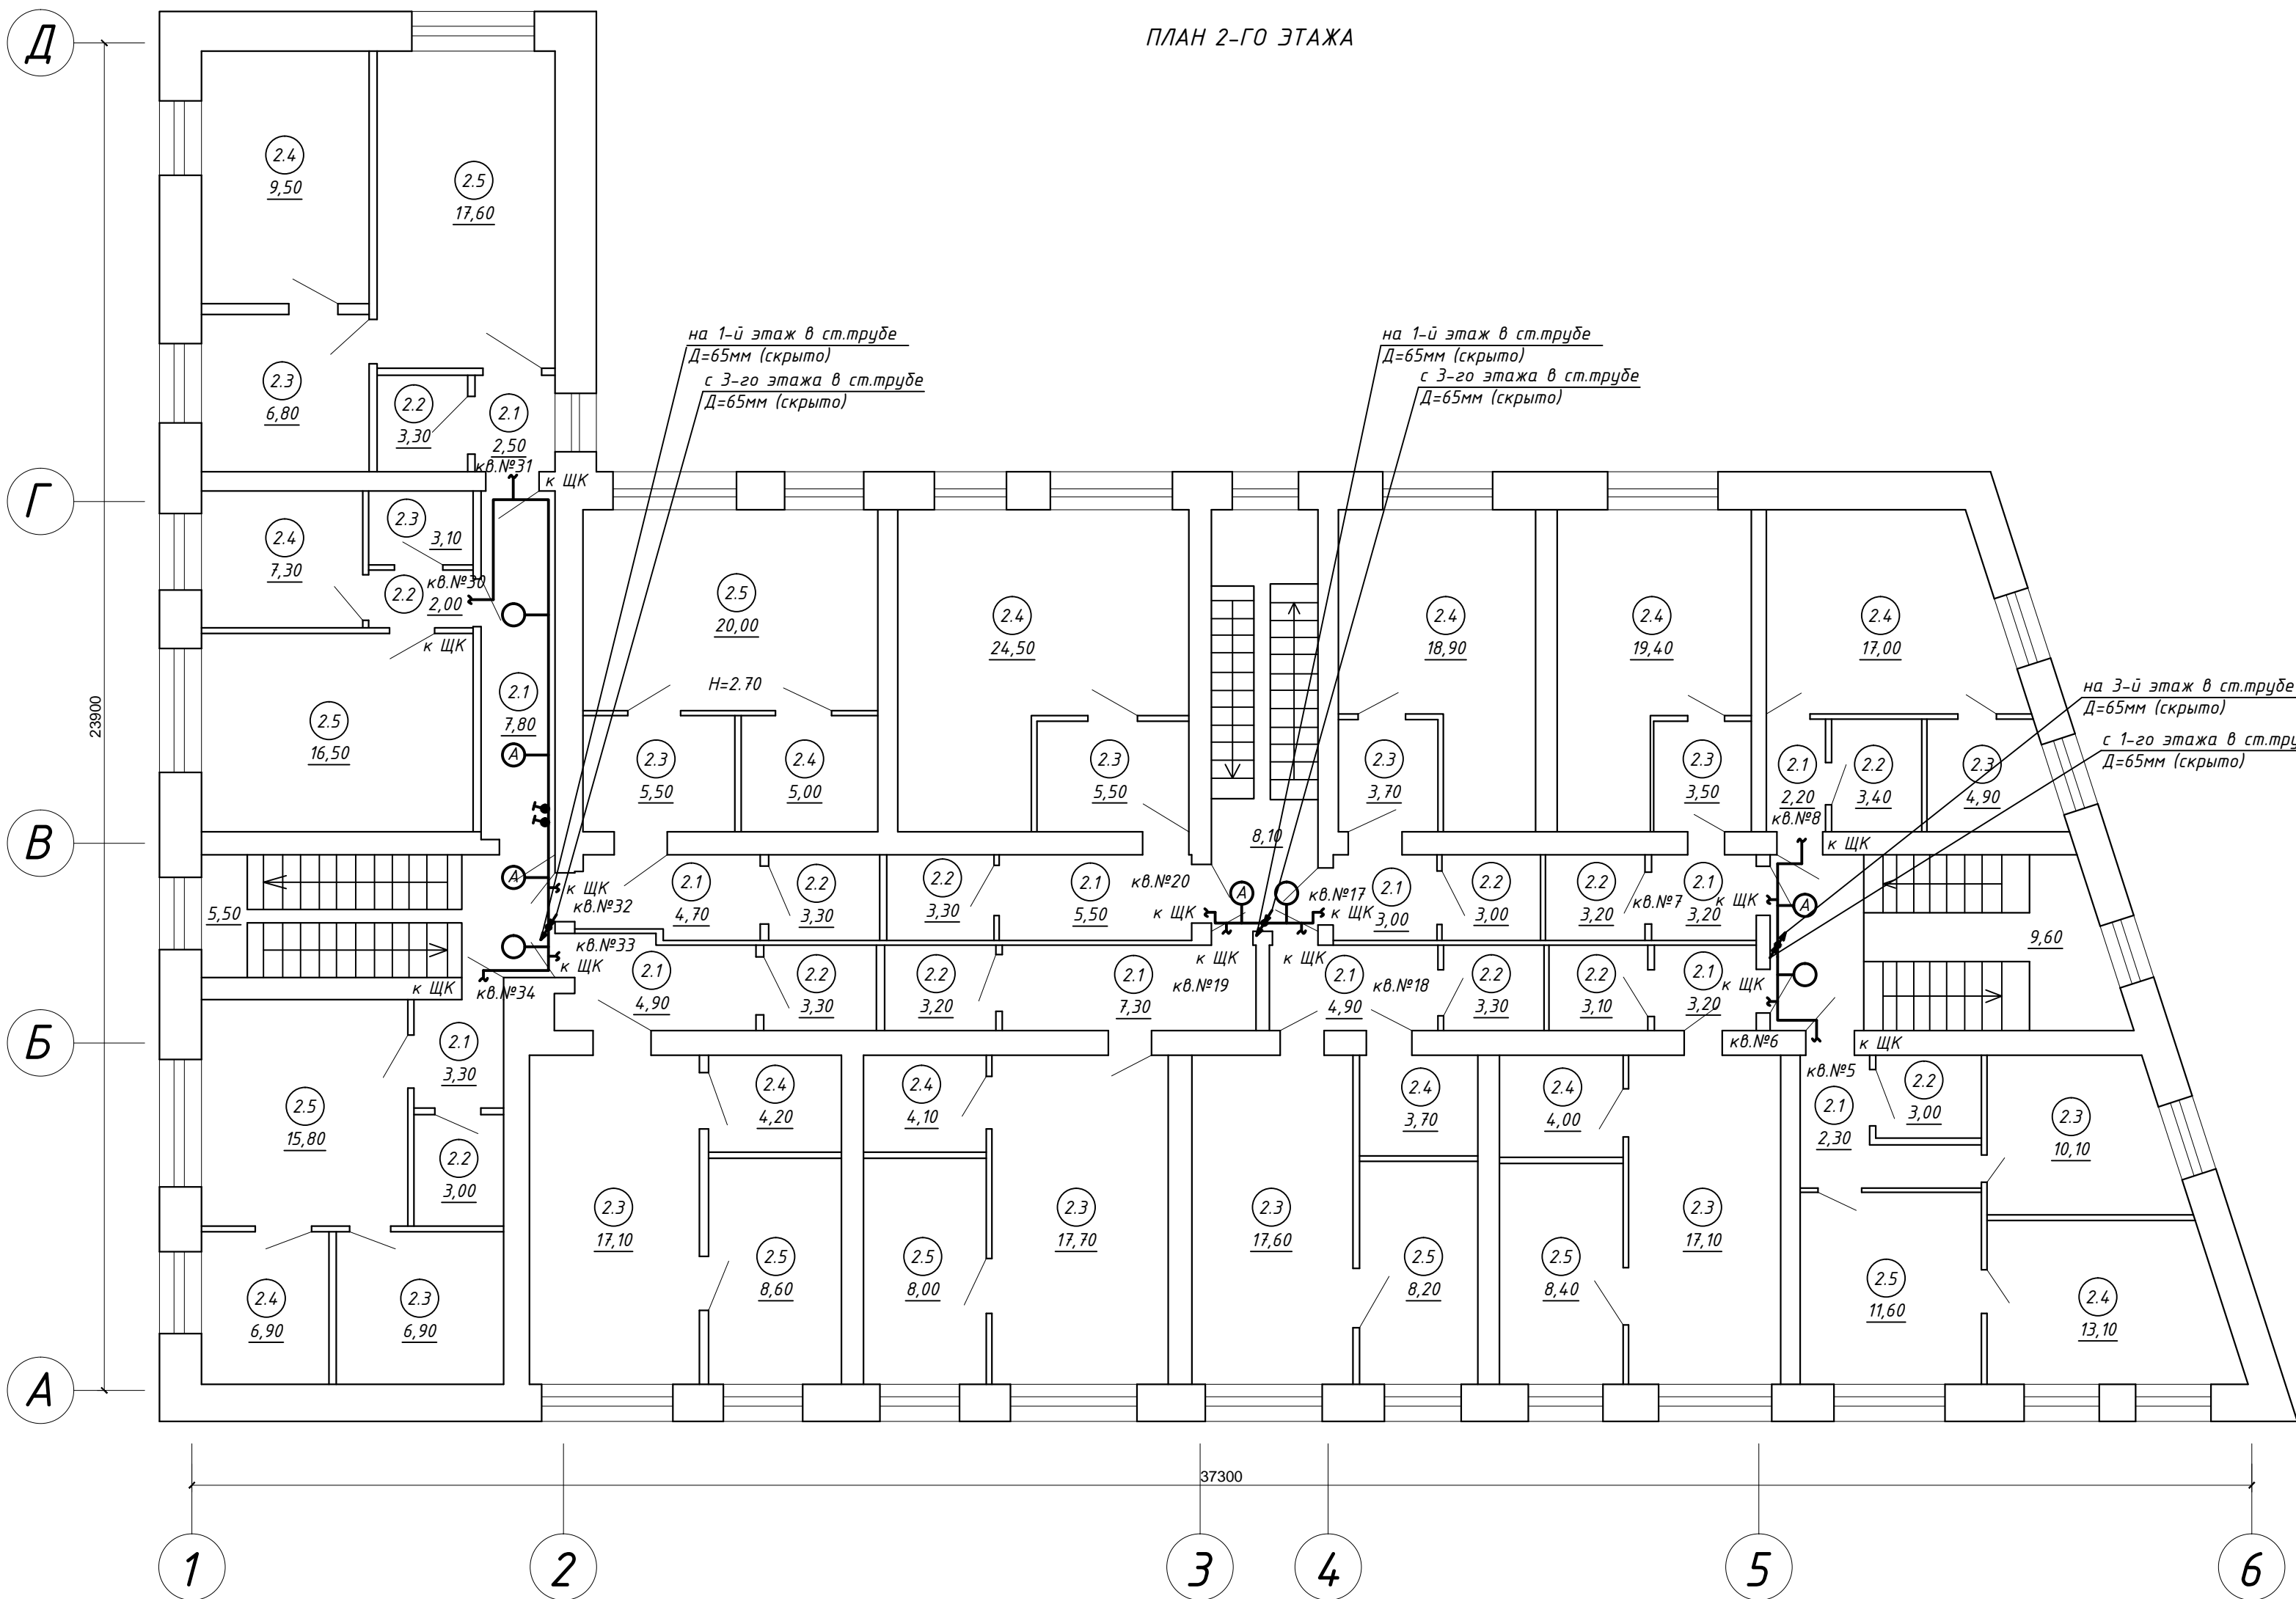 ПЛАН 2-ГО ЭТАЖА
Д
2.4
9,50
2.5
17,60
на 1-й этаж в ст.трубе
Д=65мм (скрыто)
с 3-го этажа в ст.трубе
Д=65мм (скрыто)
на 1-й этаж в ст.трубе
Д=65мм (скрыто)
с 3-го этажа в ст.трубе
Д=65мм (скрыто)
2.3
6,80
2.2
3,30
2.1
2,50
кв.№31
к ЩК
Г
2.4
7,30
2.3
3,10
2.2
кв.№30
2,00
к ЩК
2.5
16,50
2.1
7,80
А
А
23900
2.5
20,00
Н=2.70
2.4
24,50
2.4
18,90
2.4
19,40
2.4
17,00
на 3-й этаж в ст.трубе
Д=65мм (скрыто)
с 1-го этажа в ст.тру
Д=65мм (скрыто)
2.3
5,50
2.4
5,00
2.3
5,50
2.3
3,70
2.3
3,50
2.1
2,20
2.2
3,40
2.3
4,90
кв.№8
к ЩК
В
8,10
5,50
к ЩК
кв.№32
2.1
4,70
2.2
3,30
2.2
3,30
2.1
5,50
кв.№20
к ЩК
А
кв.№17
к ЩК
2.1
3,00
2.2
3,00
2.2
3,20
кв.№7
2.1
3,20
к ЩК
А
9,60
кв.№33
к ЩК
к ЩК
кв.№34
2.1
4,90
2.2
3,30
2.2
3,20
2.1
7,30
кв.№19
к ЩК
к ЩК
2.1
4,90
кв.№18
2.2
3,30
2.2
3,10
2.1
3,20
к ЩК
кв.№6
к ЩК
кв.№5
Б
2.1
3,30
2.5
15,80
2.2
3,00
2.4
4,20
2.4
4,10
2.4
3,70
2.4
4,00
2.1
2,30
2.2
3,00
2.3
10,10
2.3
17,10
2.5
8,60
2.5
8,00
2.3
17,70
2.3
17,60
2.5
8,20
2.5
8,40
2.3
17,10
2.5
11,60
2.4
13,10
2.4
6,90
2.3
6,90
А
37300
1
2
3
4
5
6